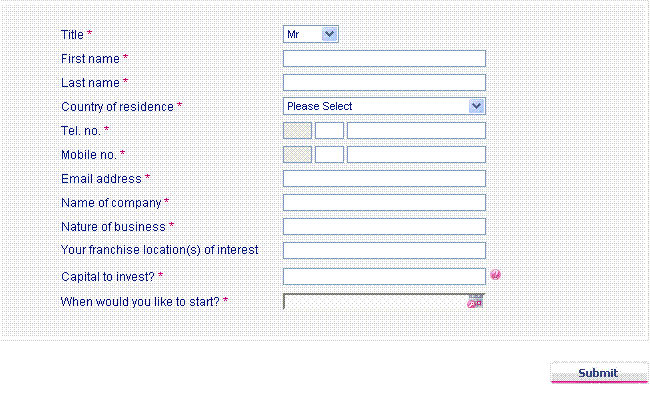 Title * Mr
First name *
Last name *
Country of residence * Please Select
Tel. no. *
Mobile no. *
Email address *
Name of company *
Nature of business *
Your franchise location(s) of interest
Capital to invest? * ?
When would you like to start? *
Submit